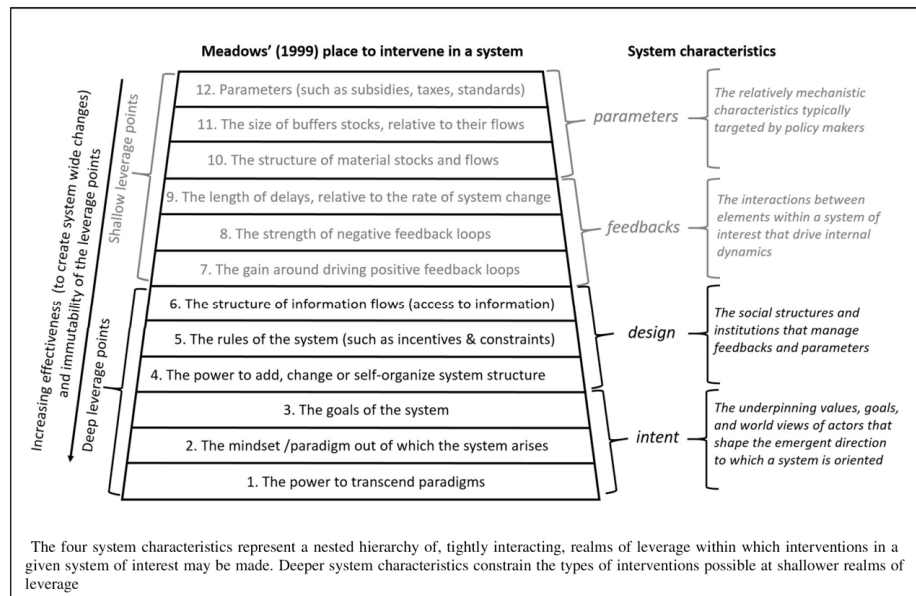 Meadows' (1999) place to intervene in a system
System characteristics
Increasing effectiveness (to create system wide changes)
and immutability of the leverage points
Shallow leverage points
Deep leverage points
12. Parameters (such as subsidies, taxes, standards)
11. The size of buffers stocks, relative to their flows
10. The structure of material stocks and flows
9. The length of delays, relative to the rate of system change
8. The strength of negative feedback loops
7. The gain around driving positive feedback loops
6. The structure of information flows (access to information)
5. The rules of the system (such as incentives & constraints)
4. The power to add, change or self-organize system structure
3. The goals of the system
2. The mindset /paradigm out of which the system arises
1. The power to transcend paradigms
parameters
The relatively mechanistic
characteristics typically
targeted by policy makers
feedbacks
The interactions between
elements within a system of
interest that drive internal
dynamics
design
The social structures and
institutions that manage
feedbacks and parameters
intent
The underpinning values, goals,
and world views of actors that
shape the emergent direction
to which a system is oriented
The four system characteristics represent a nested hierarchy of, tightly interacting, realms of leverage within which interventions in a
given system of interest may be made. Deeper system characteristics constrain the types of interventions possible at shallower realms of
leverage